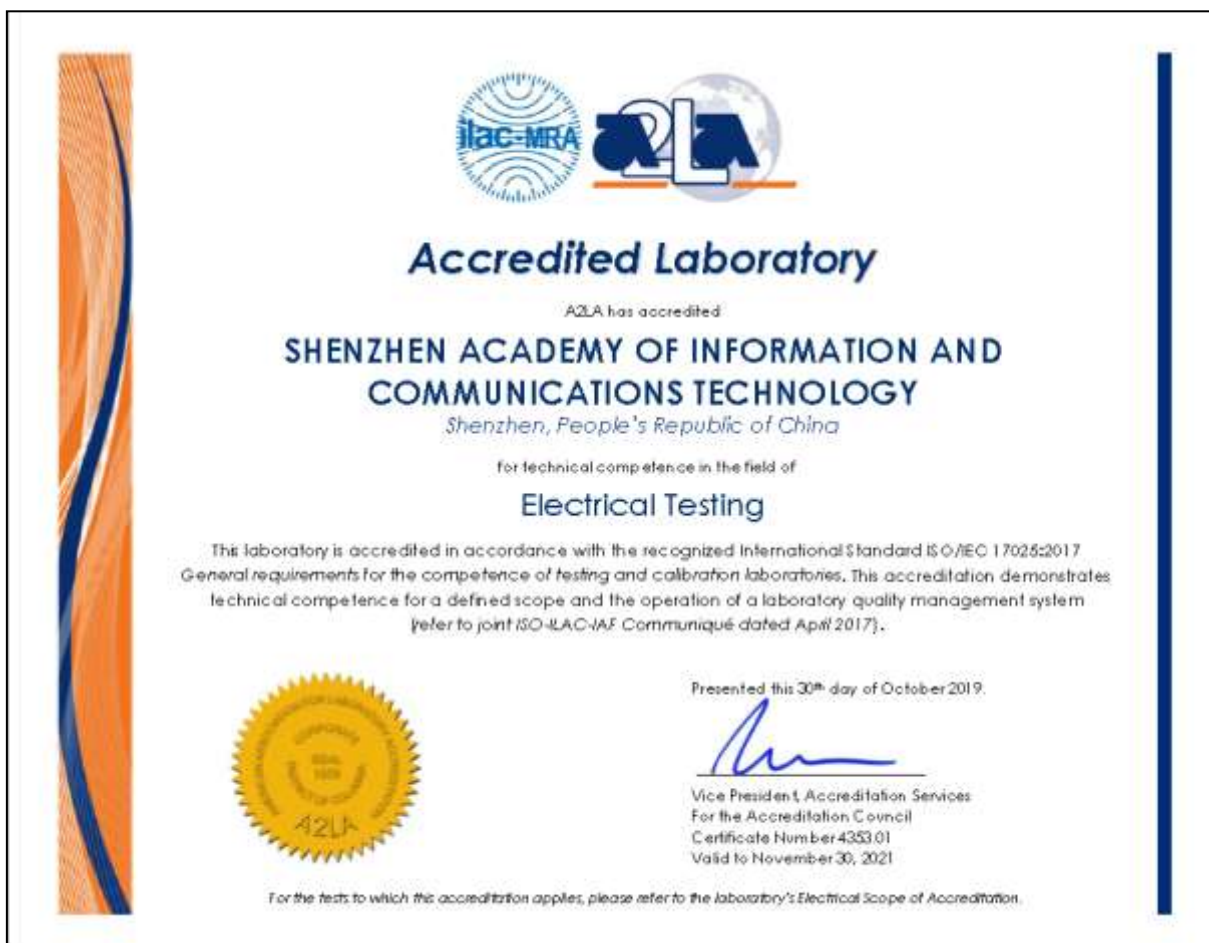 ilac-MRA
A2LA
Accredited Laboratory
A2LA has accredited
SHENZHEN ACADEMY OF INFORMATION AND
COMMUNICATIONS TECHNOLOGY
Shenzhen, People's Republic of China
for technical competence in the field of
Electrical Testing
This laboratory is accredited in accordance with the recognized International Standard ISO/IEC 17025:2017
General requirements for the competence of testing and calibration laboratories. This accreditation demonstrates
technical competence for a defined scope and the operation of a laboratory quality management system
(refer to joint ISO-ILAC-IAF Communiqué dated April 2017).
Presented this 30th day of October 2019.
CORPORATE
SEAL
A2LA
Vice President, Accreditation Services
For the Accreditation Council
Certificate Number 4353.01
Valid to November 30, 2021
For the tests to which this accreditation applies, please refer to the laboratory's Electrical Scope of Accreditation.